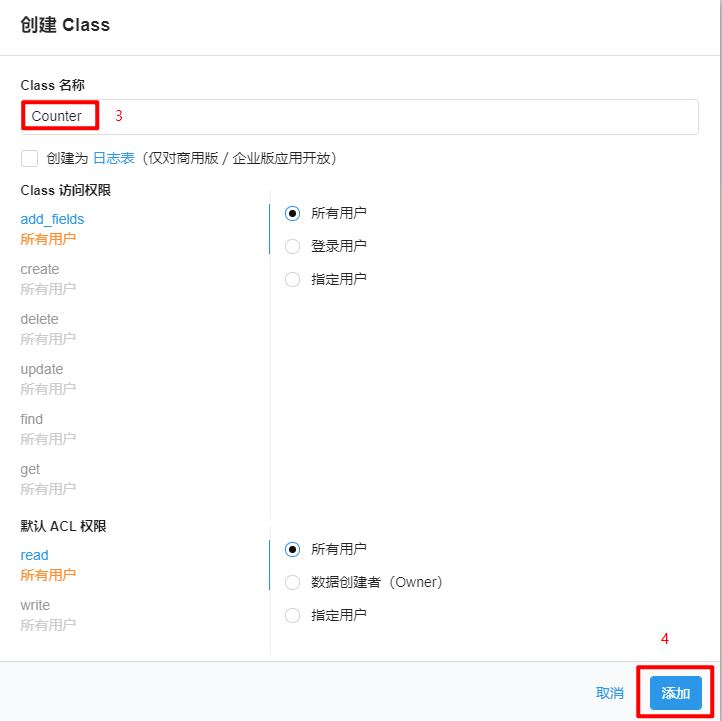 创建 Class
Class 名称
Counter 3
创建为 日志表（仅对商用版 / 企业版应用开放）
Class 访问权限
add_fields
所有用户
create
所有用户
delete
所有用户
update
所有用户
find
所有用户
get
所有用户
所有用户
登录用户
指定用户
默认 ACL 权限
read
所有用户
write
所有用户
所有用户
数据创建者（Owner）
指定用户
4
取消 添加